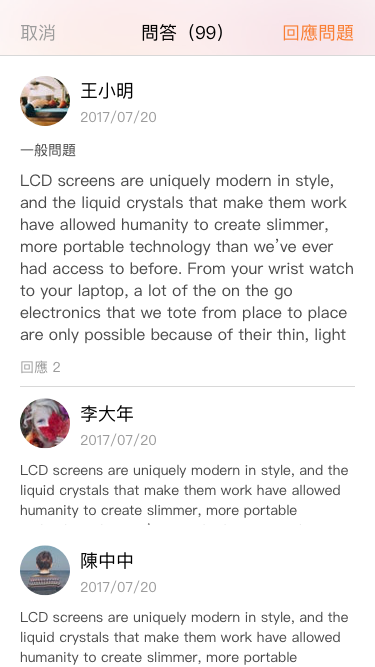 取消 問答（99） 回應問題
王小明
2017/07/20
一般問題
LCD screens are uniquely modern in style,
and the liquid crystals that make them work
have allowed humanity to create slimmer,
more portable technology than we’ve ever
had access to before. From your wrist watch
to your laptop, a lot of the on the go
electronics that we tote from place to place
are only possible because of their thin, light
回應 2
李大年
2017/07/20
LCD screens are uniquely modern in style, and the
liquid crystals that make them work have allowed
humanity to create slimmer, more portable
陳中中
2017/07/20
LCD screens are uniquely modern in style, and the
liquid crystals that make them work have allowed
humanity to create slimmer, more portable